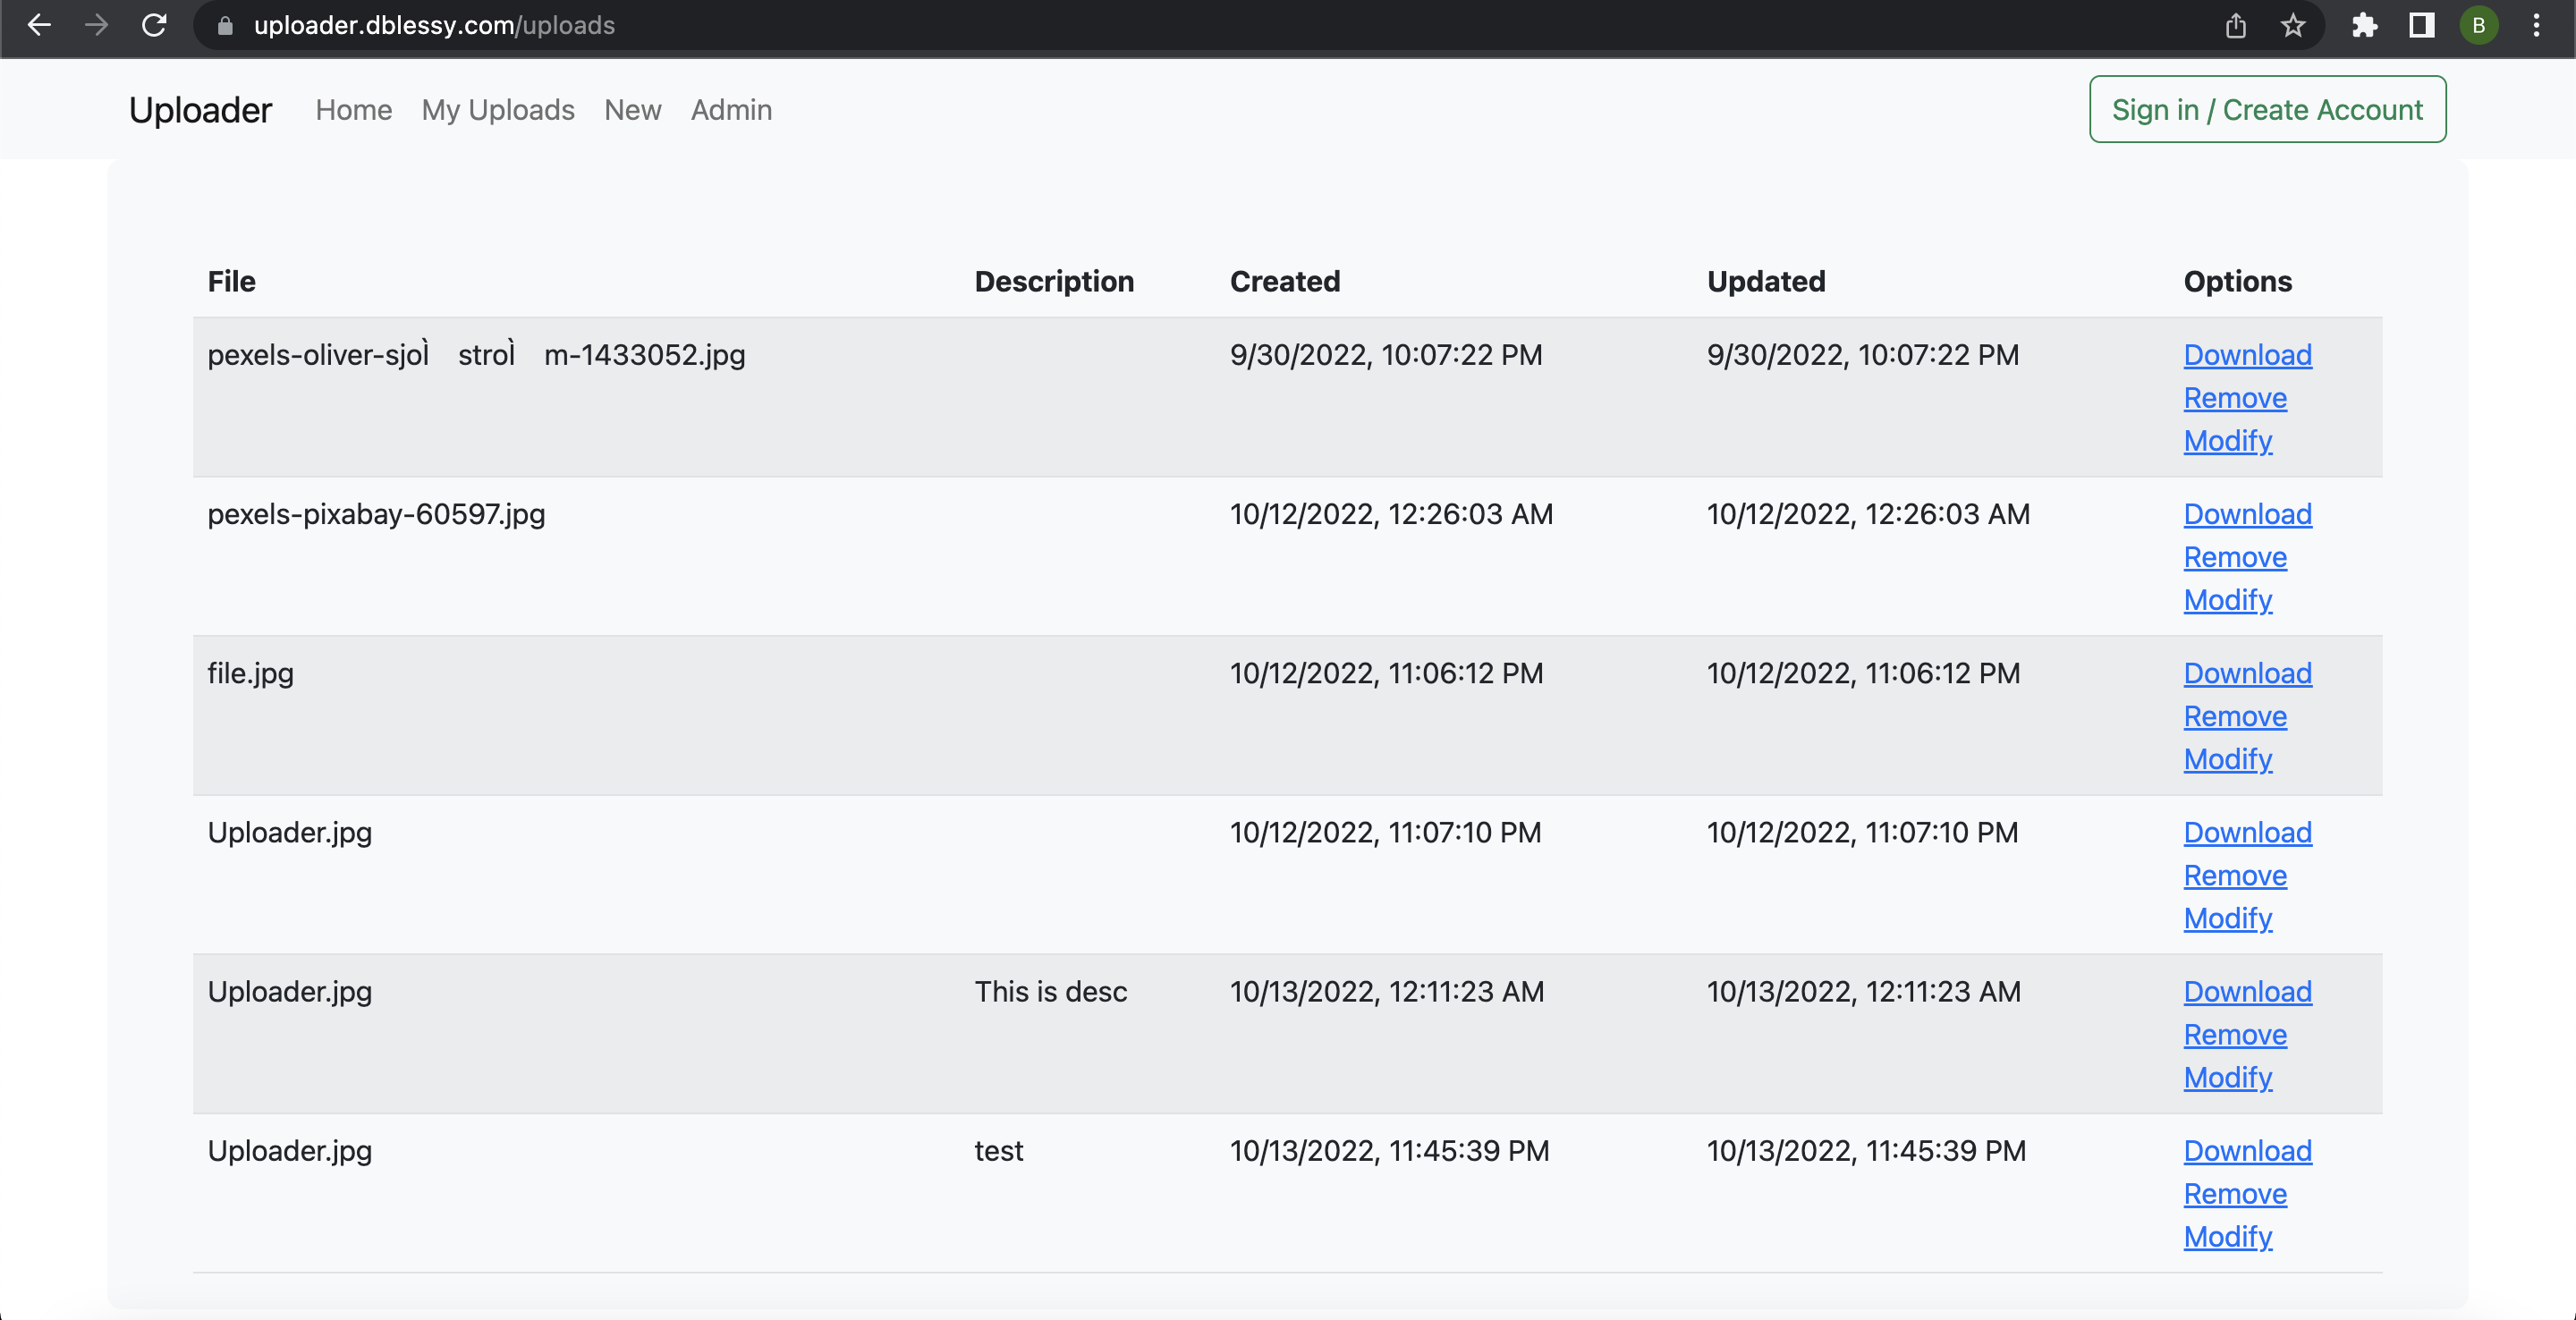 uploader.dblessy.com/uploads
B
Uploader Home My Uploads New Admin Sign in / Create Account
File Description Created Updated Options
pexels-oliver-sjoÌ stroÌ m-1433052.jpg 9/30/2022, 10:07:22 PM 9/30/2022, 10:07:22 PM Download
Remove
Modify
pexels-pixabay-60597.jpg 10/12/2022, 12:26:03 AM 10/12/2022, 12:26:03 AM Download
Remove
Modify
file.jpg 10/12/2022, 11:06:12 PM 10/12/2022, 11:06:12 PM Download
Remove
Modify
Uploader.jpg 10/12/2022, 11:07:10 PM 10/12/2022, 11:07:10 PM Download
Remove
Modify
Uploader.jpg This is desc 10/13/2022, 12:11:23 AM 10/13/2022, 12:11:23 AM Download
Remove
Modify
Uploader.jpg test 10/13/2022, 11:45:39 PM 10/13/2022, 11:45:39 PM Download
Remove
Modify